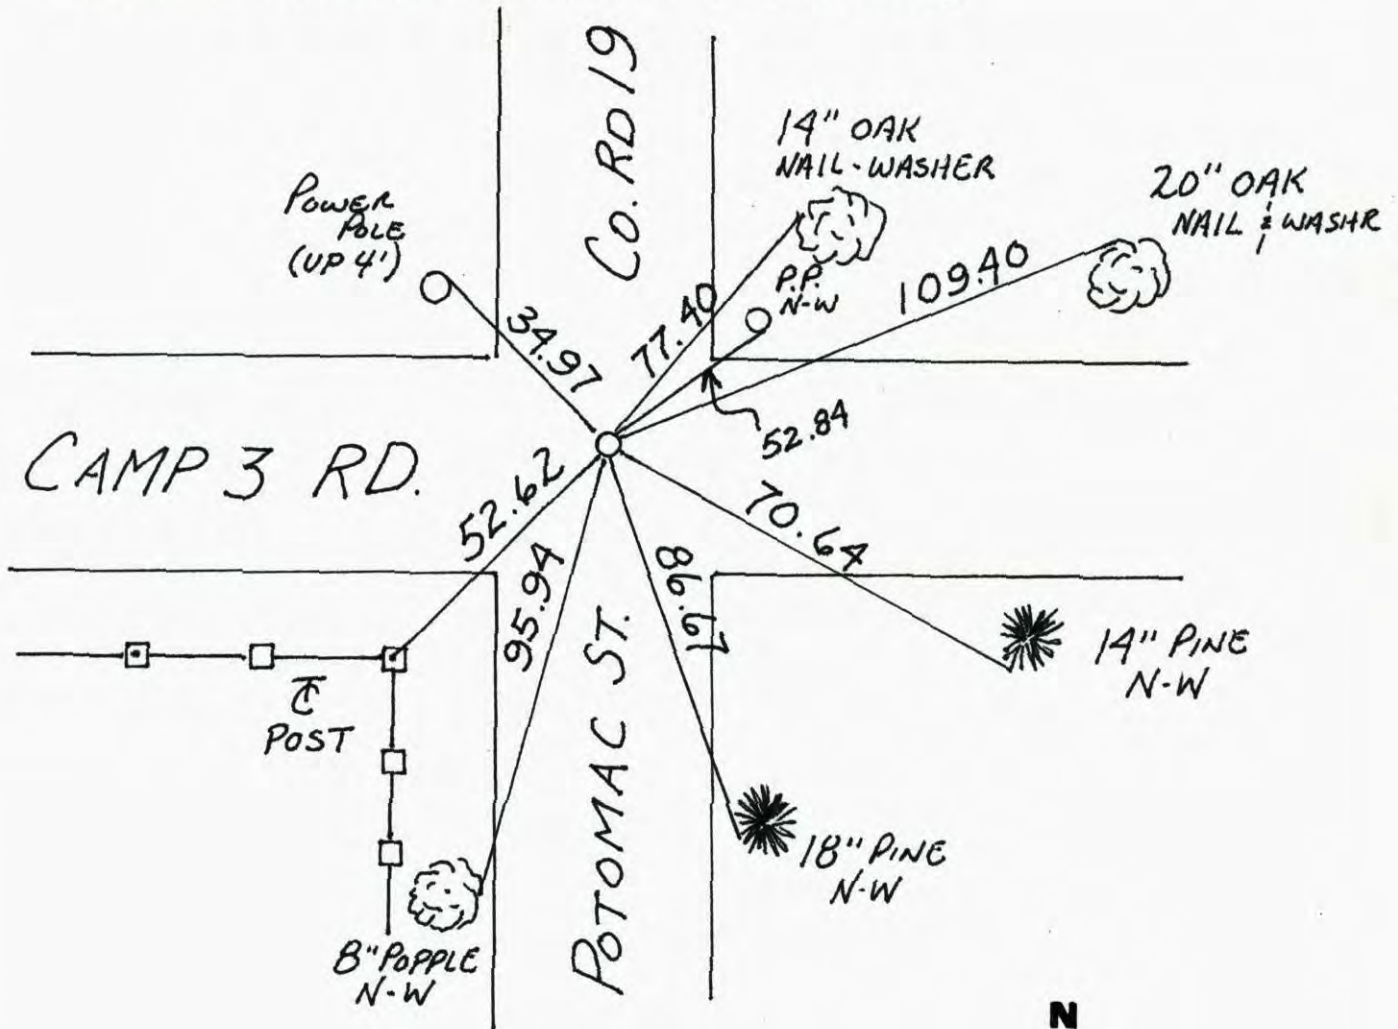 Co. RD 19
14" OAK
NAIL-WASHER
20" OAK
NAIL & WASHR
POWER
POLE
(UP 4')
P.P.
N-W
34.97
77.40
109.40
52.84
CAMP 3 RD.
52.62
70.64
95.94
86.67
POTOMAC ST.
14" PINE
N-W
POST
18" PINE
N-W
8" POPPLE
N-W
N